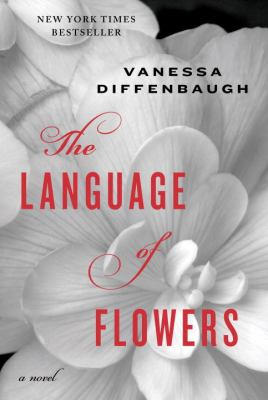 NEW YORK TIMES
BESTSELLER
VANESSA
DIFFENBAUGH
The
LANGUAGE
of
FLOWERS
a novel